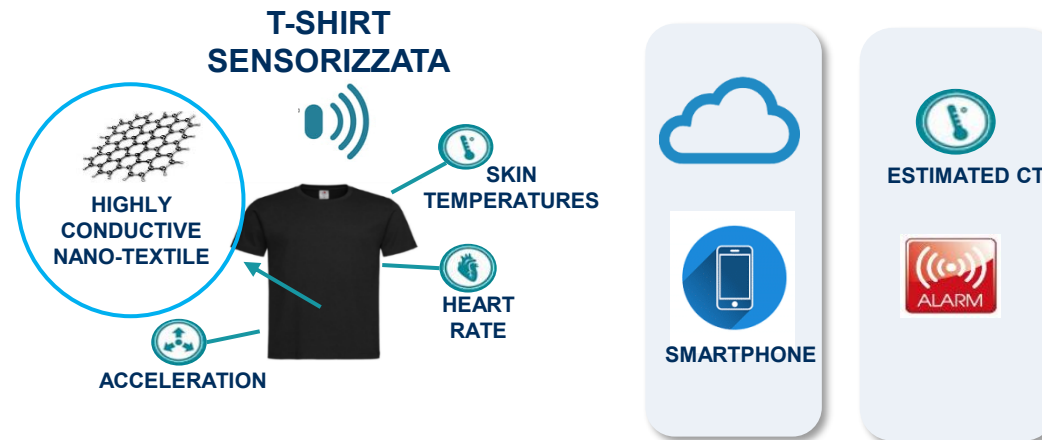 T-SHIRT
SENSORIZZATA
HIGHLY
CONDUCTIVE
NANO-TEXTILE
SKIN
TEMPERATURES
HEART
RATE
ACCELERATION
SMARTPHONE
ESTIMATED CT
ALARM